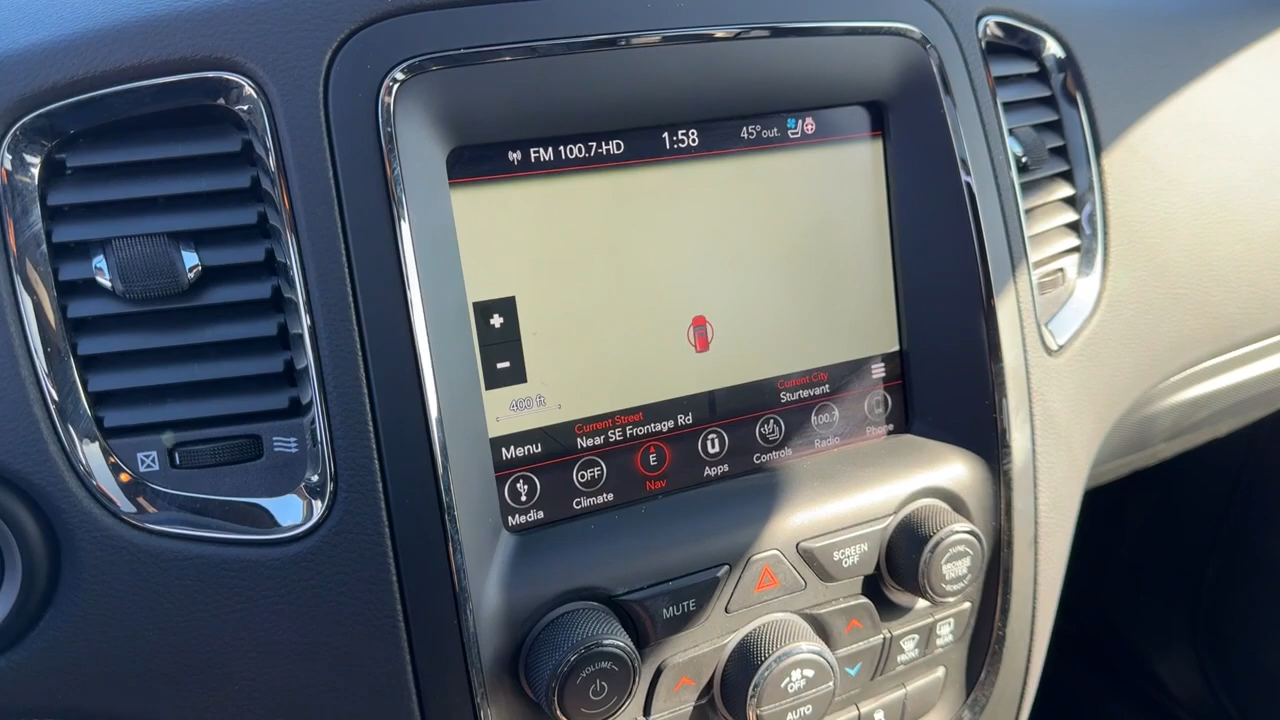 FM 100.7-HD
1:58
45°out.
+
-
400 ft
Menu
Current Street
Near SE Frontage Rd
Current City
Sturtevant
Media
OFF
Climate
E
Nav
Apps
Controls
100.7
Radio
Phone
SCREEN
OFF
MUTE
TUNE
BROWSE
ENTER
SCROLL
VOLUME
OFF
AUTO
FRONT
REAR